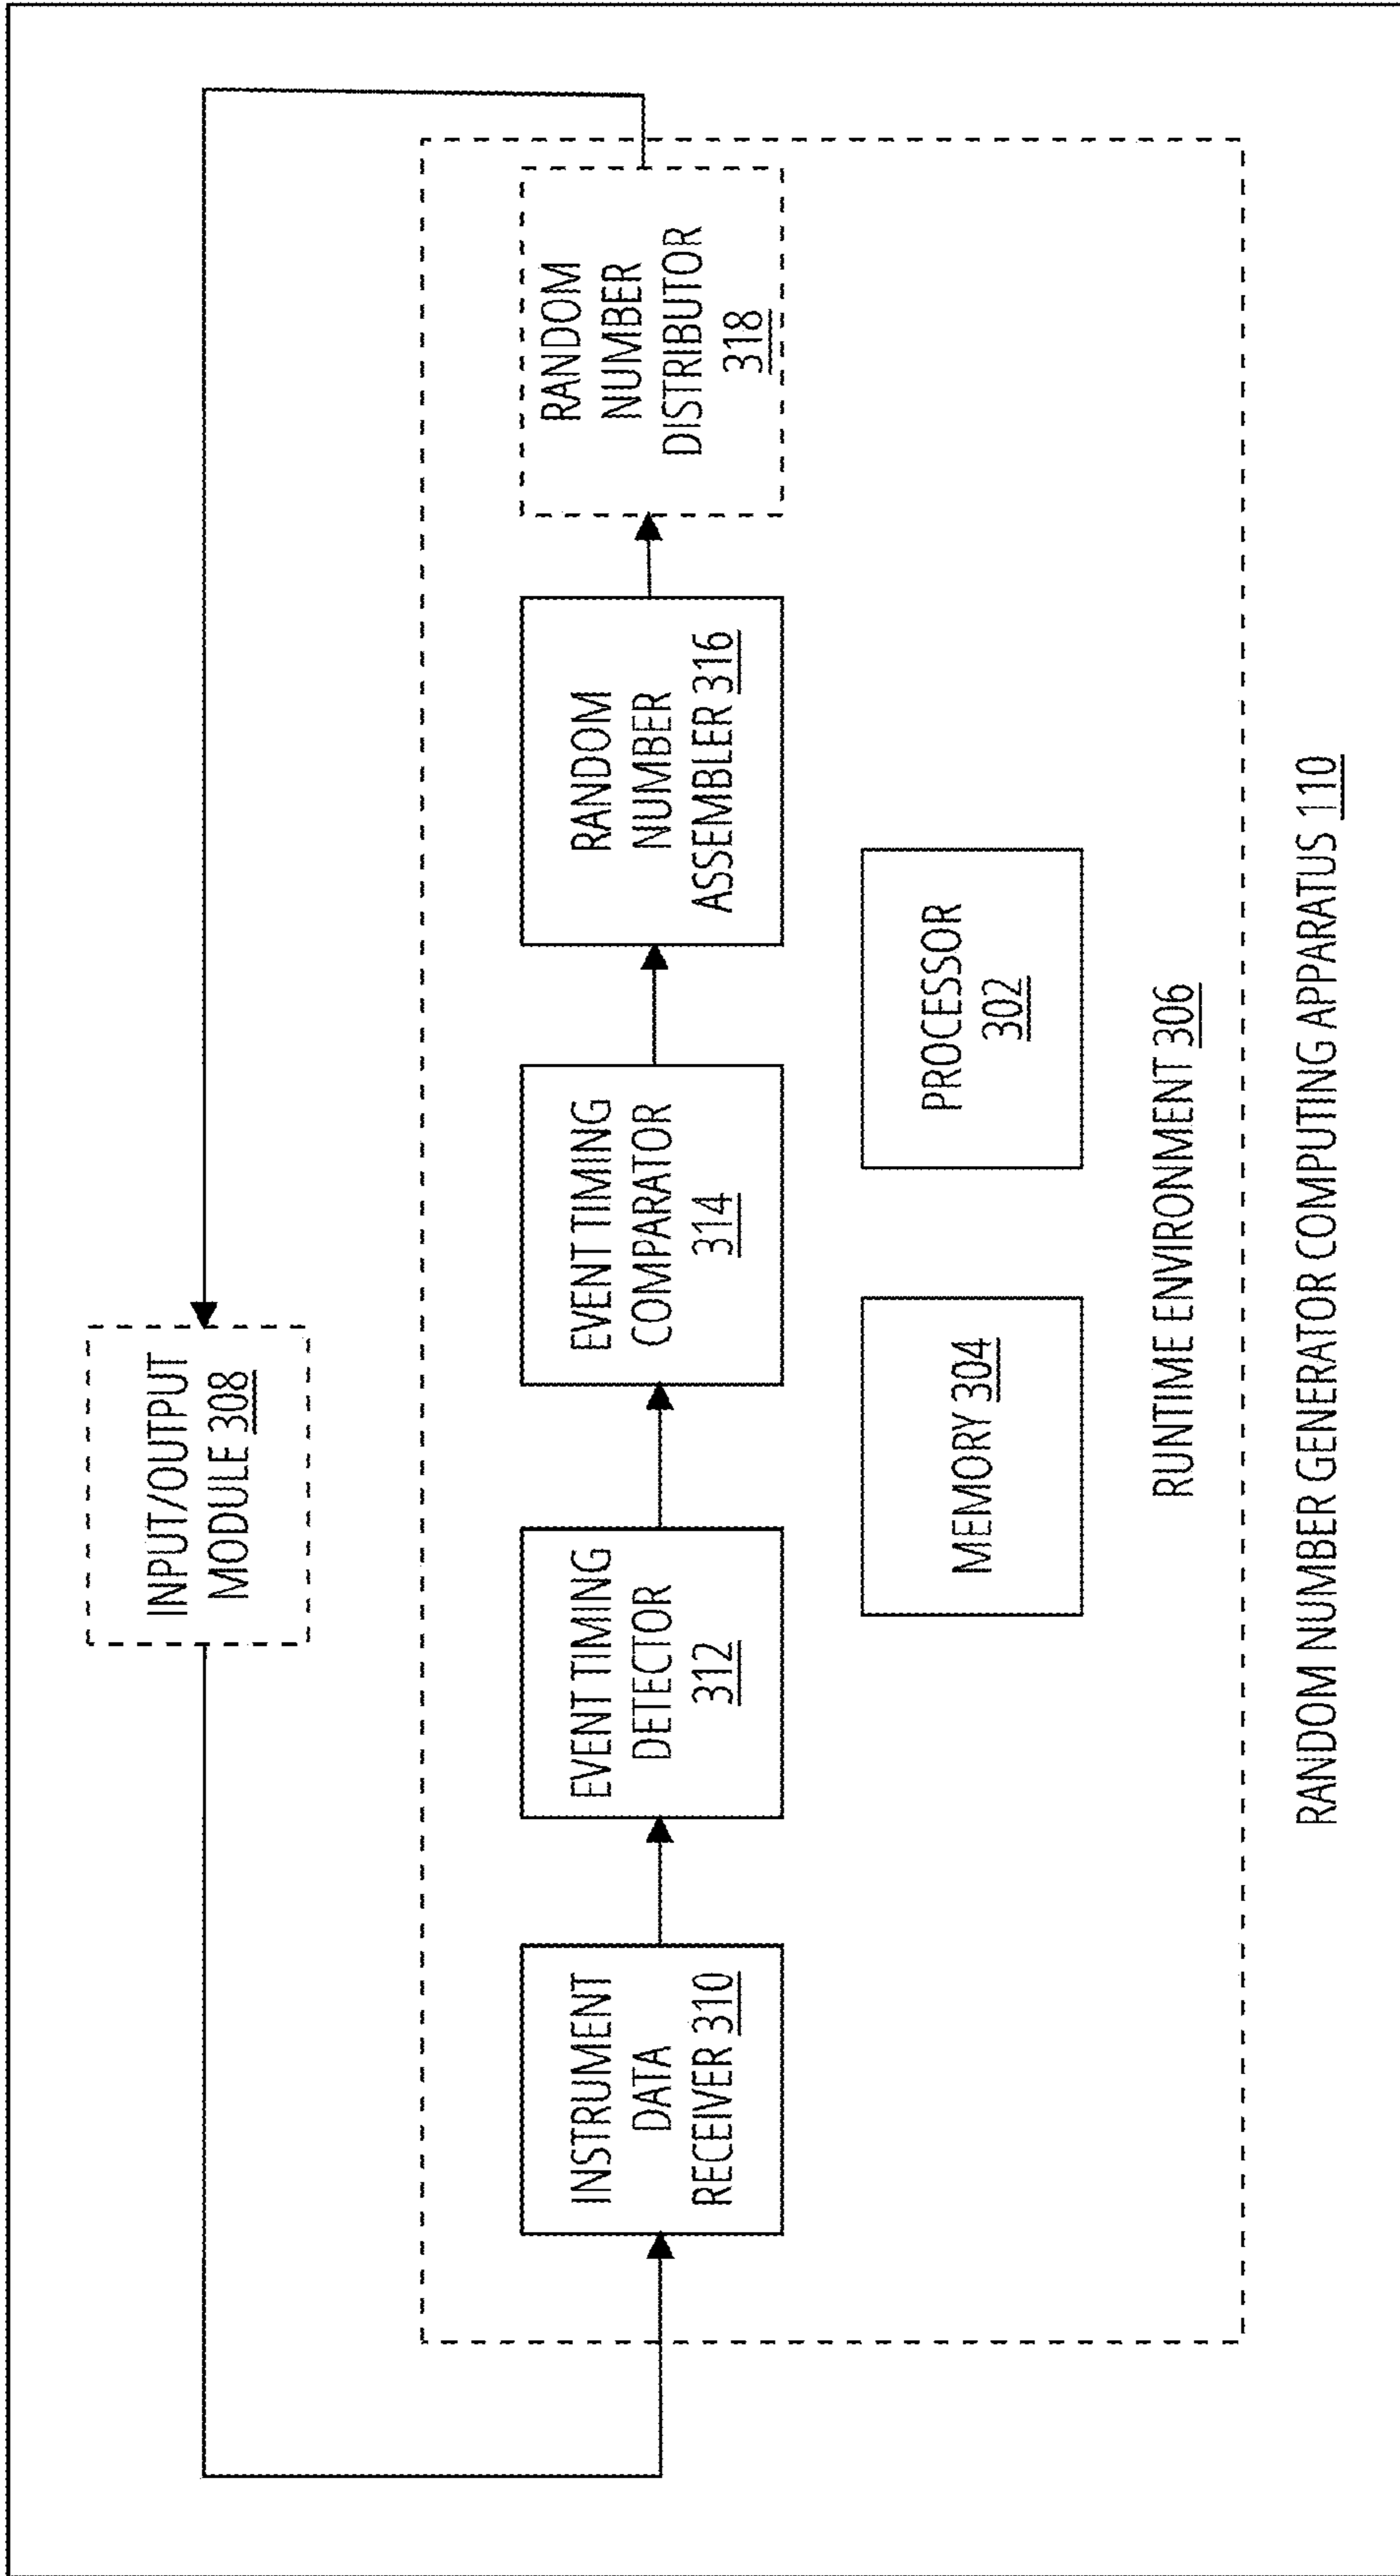 INPUT/OUTPUT
MODULE 308
INSTRUMENT
DATA
RECEIVER 310
EVENT TIMING
DETECTOR
312
EVENT TIMING
COMPARATOR
314
RANDOM
NUMBER
ASSEMBLER 316
RANDOM
NUMBER
DISTRIBUTOR
318
MEMORY 304
PROCESSOR
302
RUNTIME ENVIRONMENT 306
RANDOM NUMBER GENERATOR COMPUTING APPARATUS 110